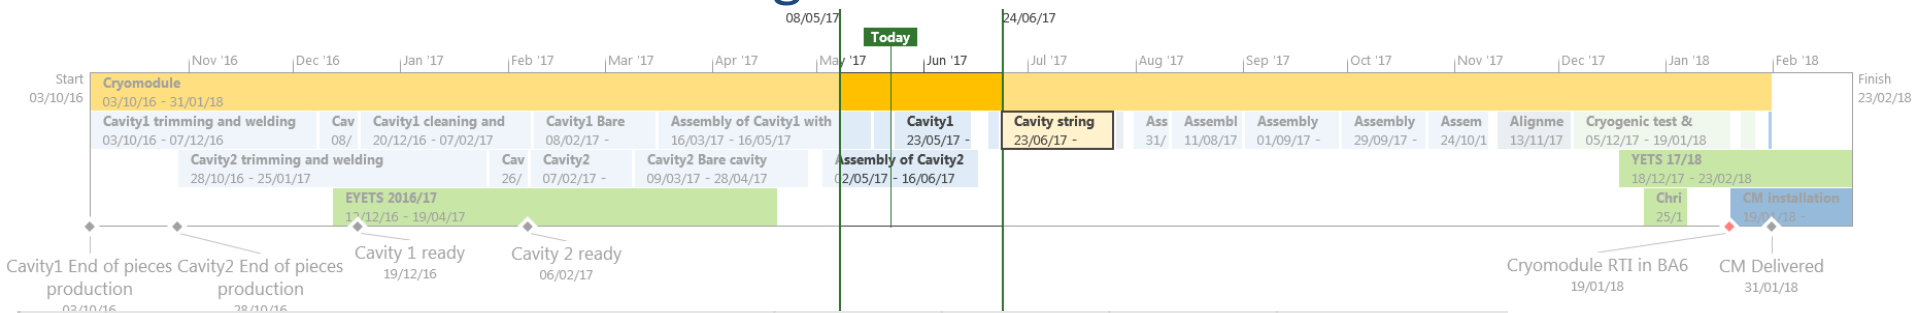 08/05/17
24/06/17
Today
Nov '16
Dec '16
Jan '17
Feb '17
Mar '17
Apr '17
May '17
Jun '17
Jul '17
Aug '17
Sep '17
Oct '17
Nov '17
Dec '17
Jan '18
Feb '18
Start
03/10/16
Cryomodule
03/10/16 - 31/01/18
Finish
23/02/18
Cavity1 trimming and welding
03/10/16 - 07/12/16
Cav
08/
Cavity1 cleaning and
20/12/16 - 07/02/17
Cavity1 Bare
08/02/17 -
Assembly of Cavity1 with
16/03/17 - 16/05/17
Cavity1
23/05/17 -
Cavity string
23/06/17 -
Ass
31/
Assembl
11/08/17
Assembly
01/09/17 -
Assembly
29/09/17 -
Assem
24/10/1
Alignme
13/11/17
Cryogenic test &
05/12/17 - 19/01/18
Cavity2 trimming and welding
28/10/16 - 25/01/17
Cav
26/
Cavity2
07/02/17 -
Cavity2 Bare cavity
09/03/17 - 28/04/17
Assembly of Cavity2
02/05/17 - 16/06/17
YETS 17/18
18/12/17 - 23/02/18
EYETS 2016/17
12/12/16 - 19/04/17
Chri
25/1
CM Installation
19/01/18 -
Cavity1 End of pieces
production
03/10/16
Cavity2 End of pieces
production
28/10/16
Cavity 1 ready
19/12/16
Cavity 2 ready
06/02/17
Cryomodule RTI in BA6
19/01/18
CM Delivered
31/01/18